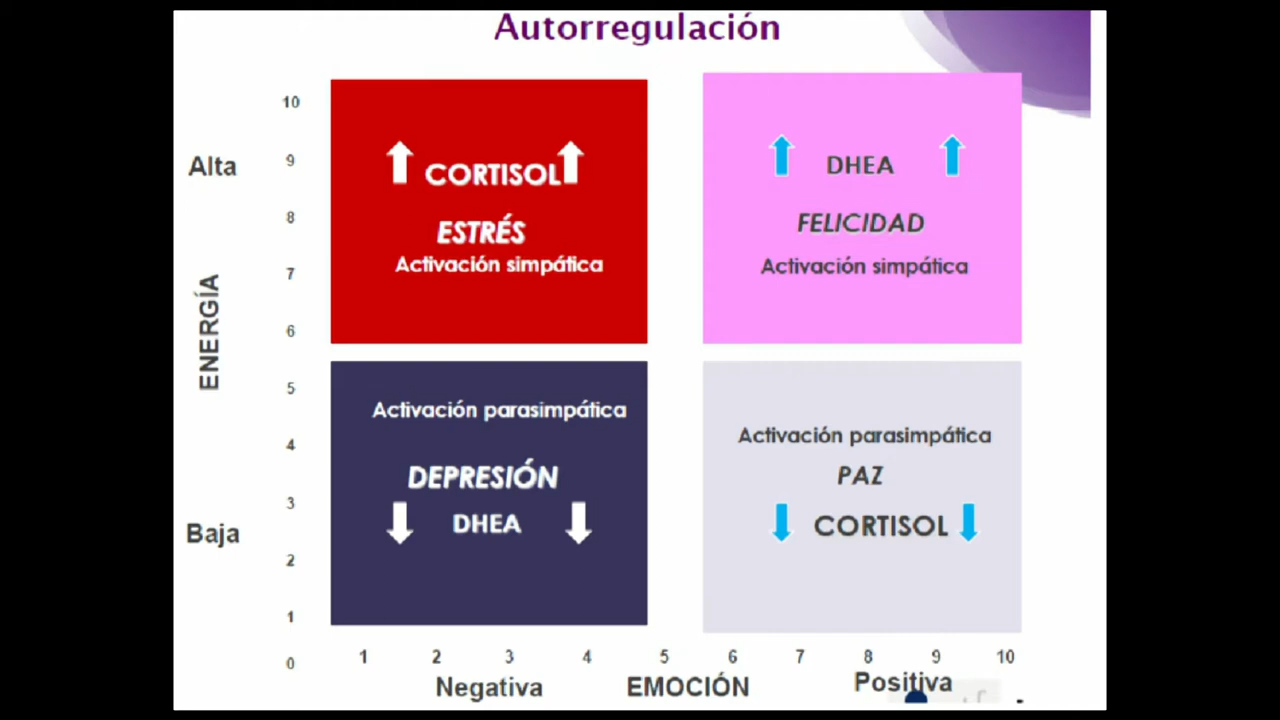 Autorregulación
10
Alta
9
8
7
6
ENERGÍA
5
4
3
Baja
2
1
0
CORTISOL
ESTRÉS
Activación simpática
DHEA
FELICIDAD
Activación simpática
Activación parasimpática
DEPRESIÓN
DHEA
Activación parasimpática
PAZ
CORTISOL
1 2 3 4 5 6 7 8 9 10
Negativa EMOCIÓN Positiva